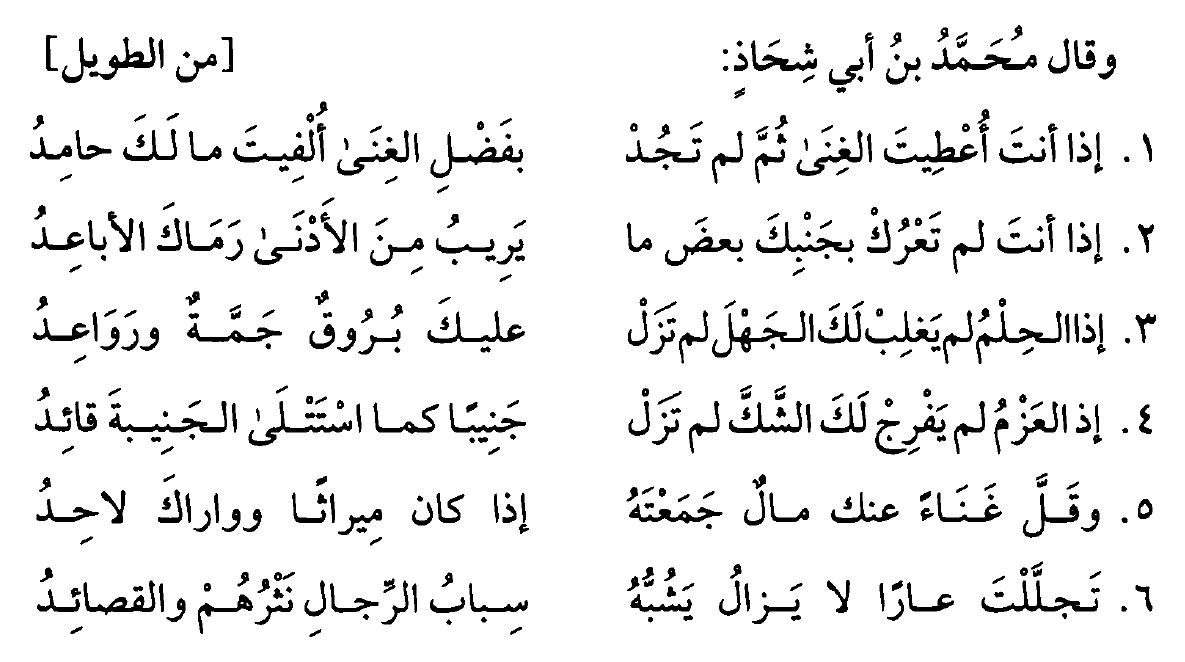 وقال مُحَمَّدُ بنُ أبي شِحَاذٍ: [من الطويل]
١. إذا أنتَ أُعْطِيتَ الغِنَىٰ ثُمَّ لم تَجُدْ بفَضْلِ الغِنَىٰ أُلْفِيتَ ما لَكَ حامِدُ
٢. إذا أنتَ لم تَعْرُكْ بجَنْبِكَ بعضَ ما يَرِيبُ مِنَ الأَدْنَىٰ رَمَاكَ الأباعِدُ
٣. إذا الحِلْمُ لم يَغلِبْ لَكَ الجَهْلَ لم تَزَلْ عليكَ بُرُوقٌ جَمَّةٌ ورَوَاعِدُ
٤. إذ العَزْمُ لم يَفْرِجْ لَكَ الشَّكَّ لم تَزَلْ جَنِيبًا كما اسْتَتْلَىٰ الجَنِيبةَ قائِدُ
٥. وقَلَّ غَنَاءً عنك مالٌ جَمَعْتَهُ إذا كان مِيراثًا وواراكَ لاحِدُ
٦. تَجلَّلْتَ عارًا لا يَزالُ يَشُبُّهُ سِبابُ الرِّجالِ نَثْرُهُمْ والقصائِدُ